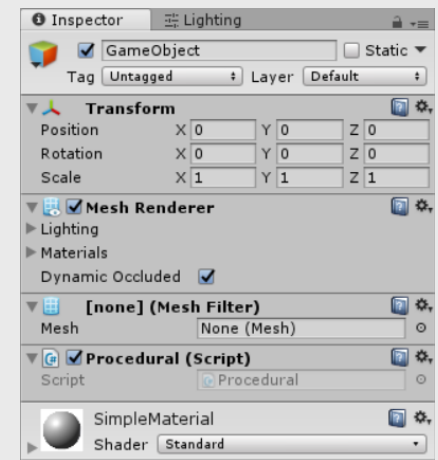 Inspector Lighting
GameObject Static
Tag Untagged Layer Default
Transform
Position X 0 Y 0 Z 0
Rotation X 0 Y 0 Z 0
Scale X 1 Y 1 Z 1
Mesh Renderer
Lighting
Materials
Dynamic Occluded
[none] (Mesh Filter)
Mesh None (Mesh)
Procedural (Script)
Script Procedural
SimpleMaterial
Shader Standard